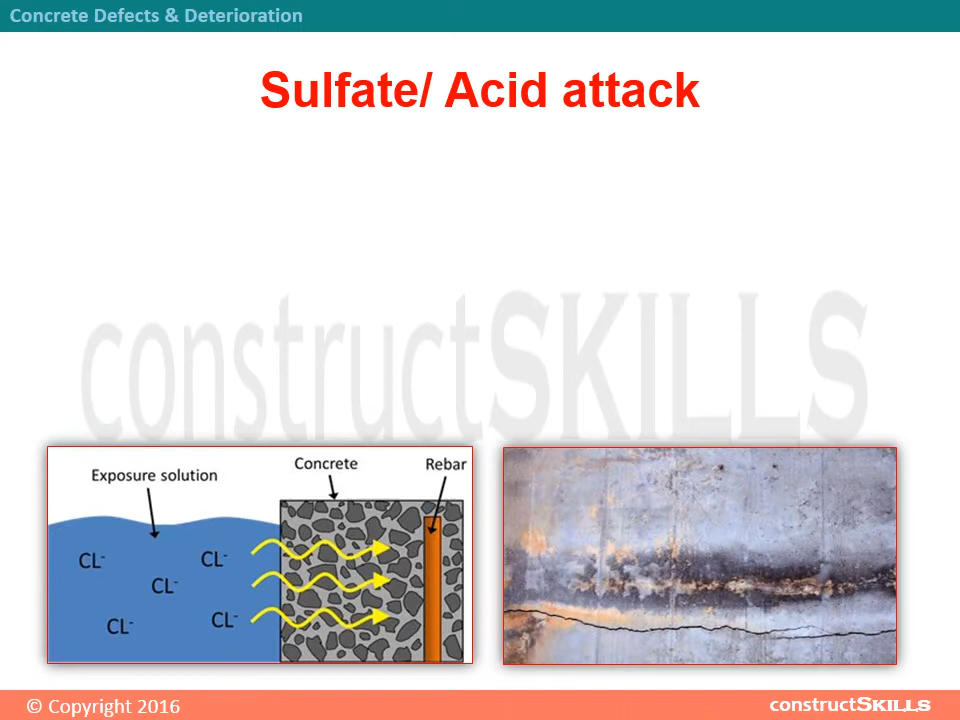 Concrete Defects & Deterioration
Sulfate/ Acid attack
constructSKILLS
Exposure solution
Concrete
Rebar
CL-
CL-
CL-
CL-
CL-
© Copyright 2016
constructSKILLS